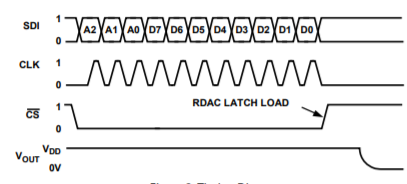 SDI 1 0 A2 A1 A0 D7 D6 D5 D4 D3 D2 D1 D0
CLK 1 0
CS 1 0 RDAC LATCH LOAD
VOUT VDD 0V